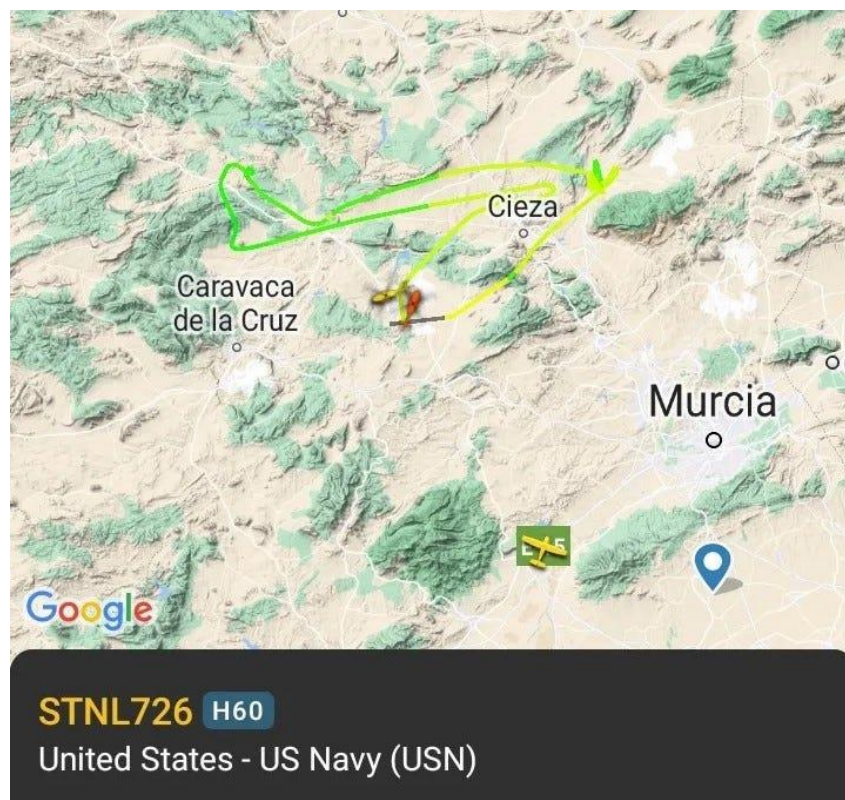 Cieza
Caravaca
de la Cruz
Murcia
Google
STNL726 H60
United States - US Navy (USN)